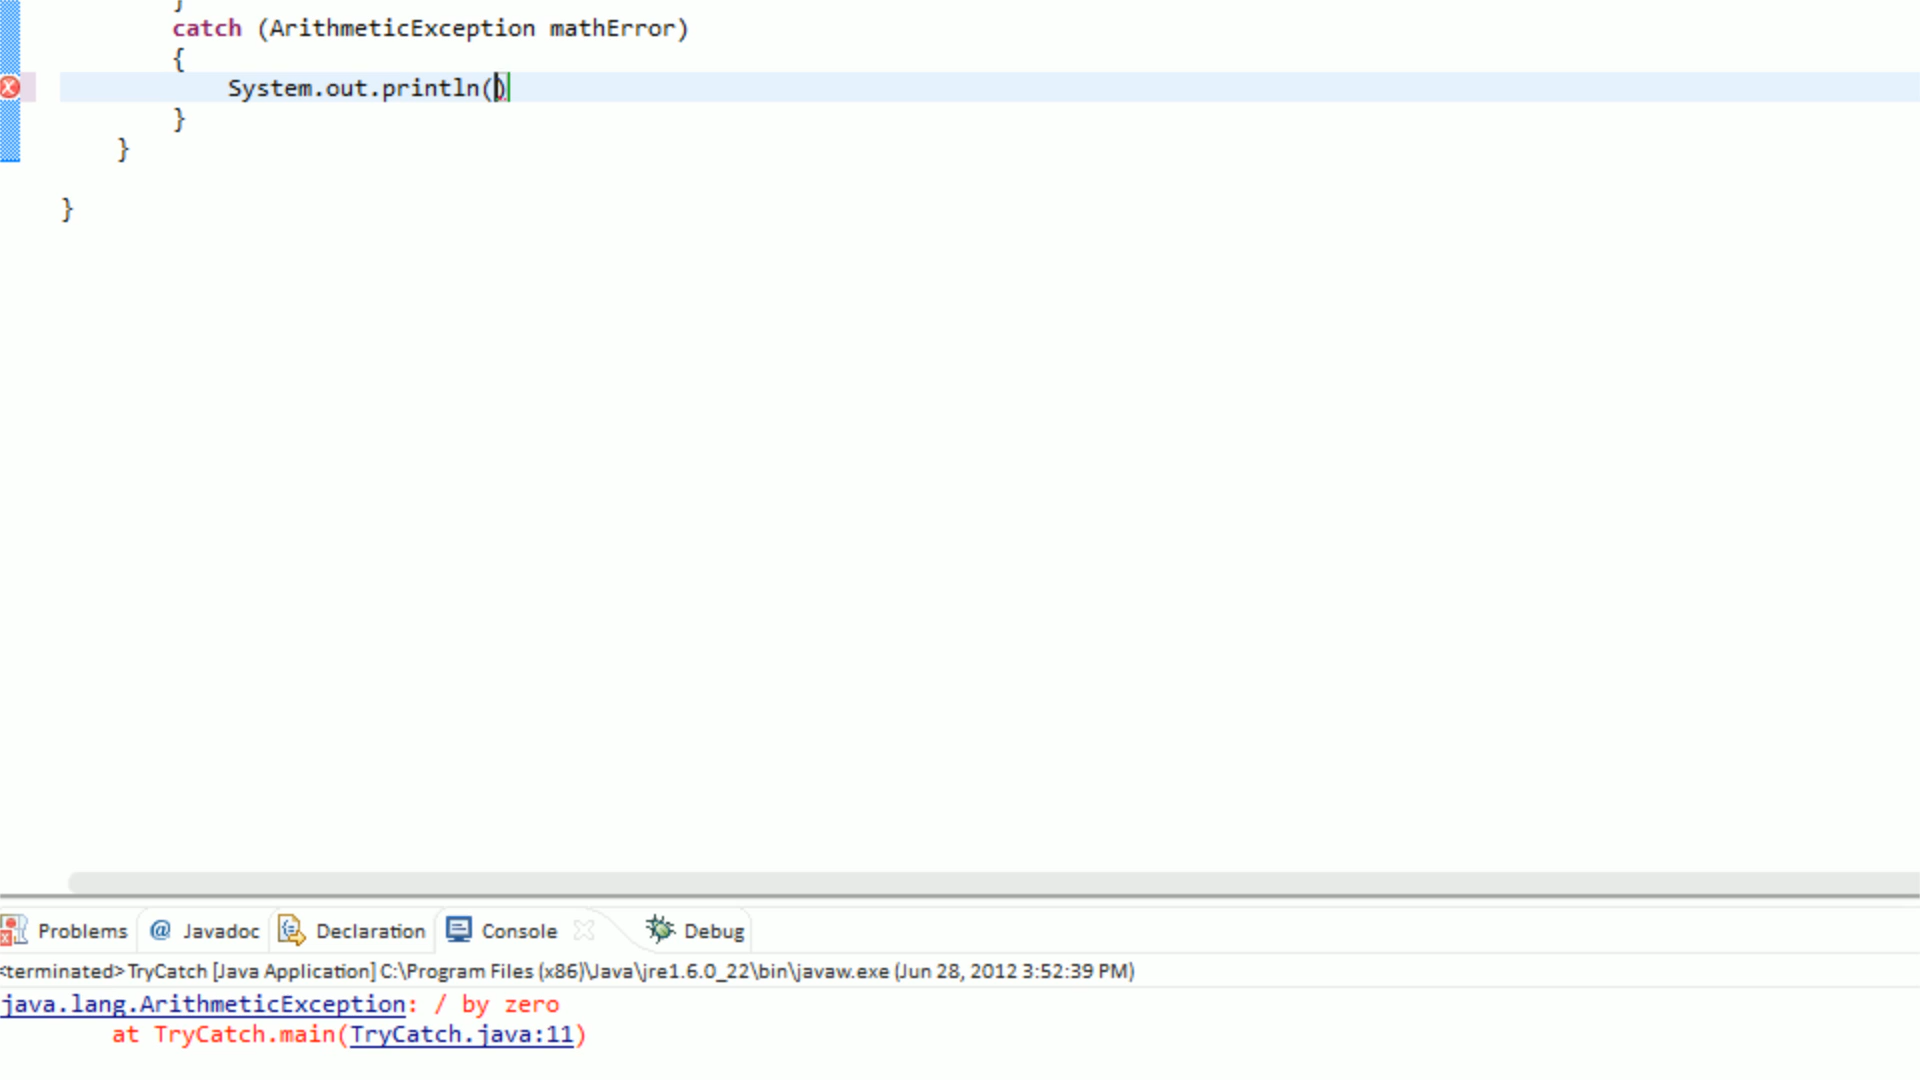 }
catch (ArithmeticException mathError)
{
System.out.println()
}
}
}
Problems @ Javadoc Declaration Console Debug
<terminated> TryCatch [Java Application] C:\Program Files (x86)\Java\jre1.6.0_22\bin\javaw.exe (Jun 28, 2012 3:52:39 PM)
java.lang.ArithmeticException: / by zero
at TryCatch.main(TryCatch.java:11)